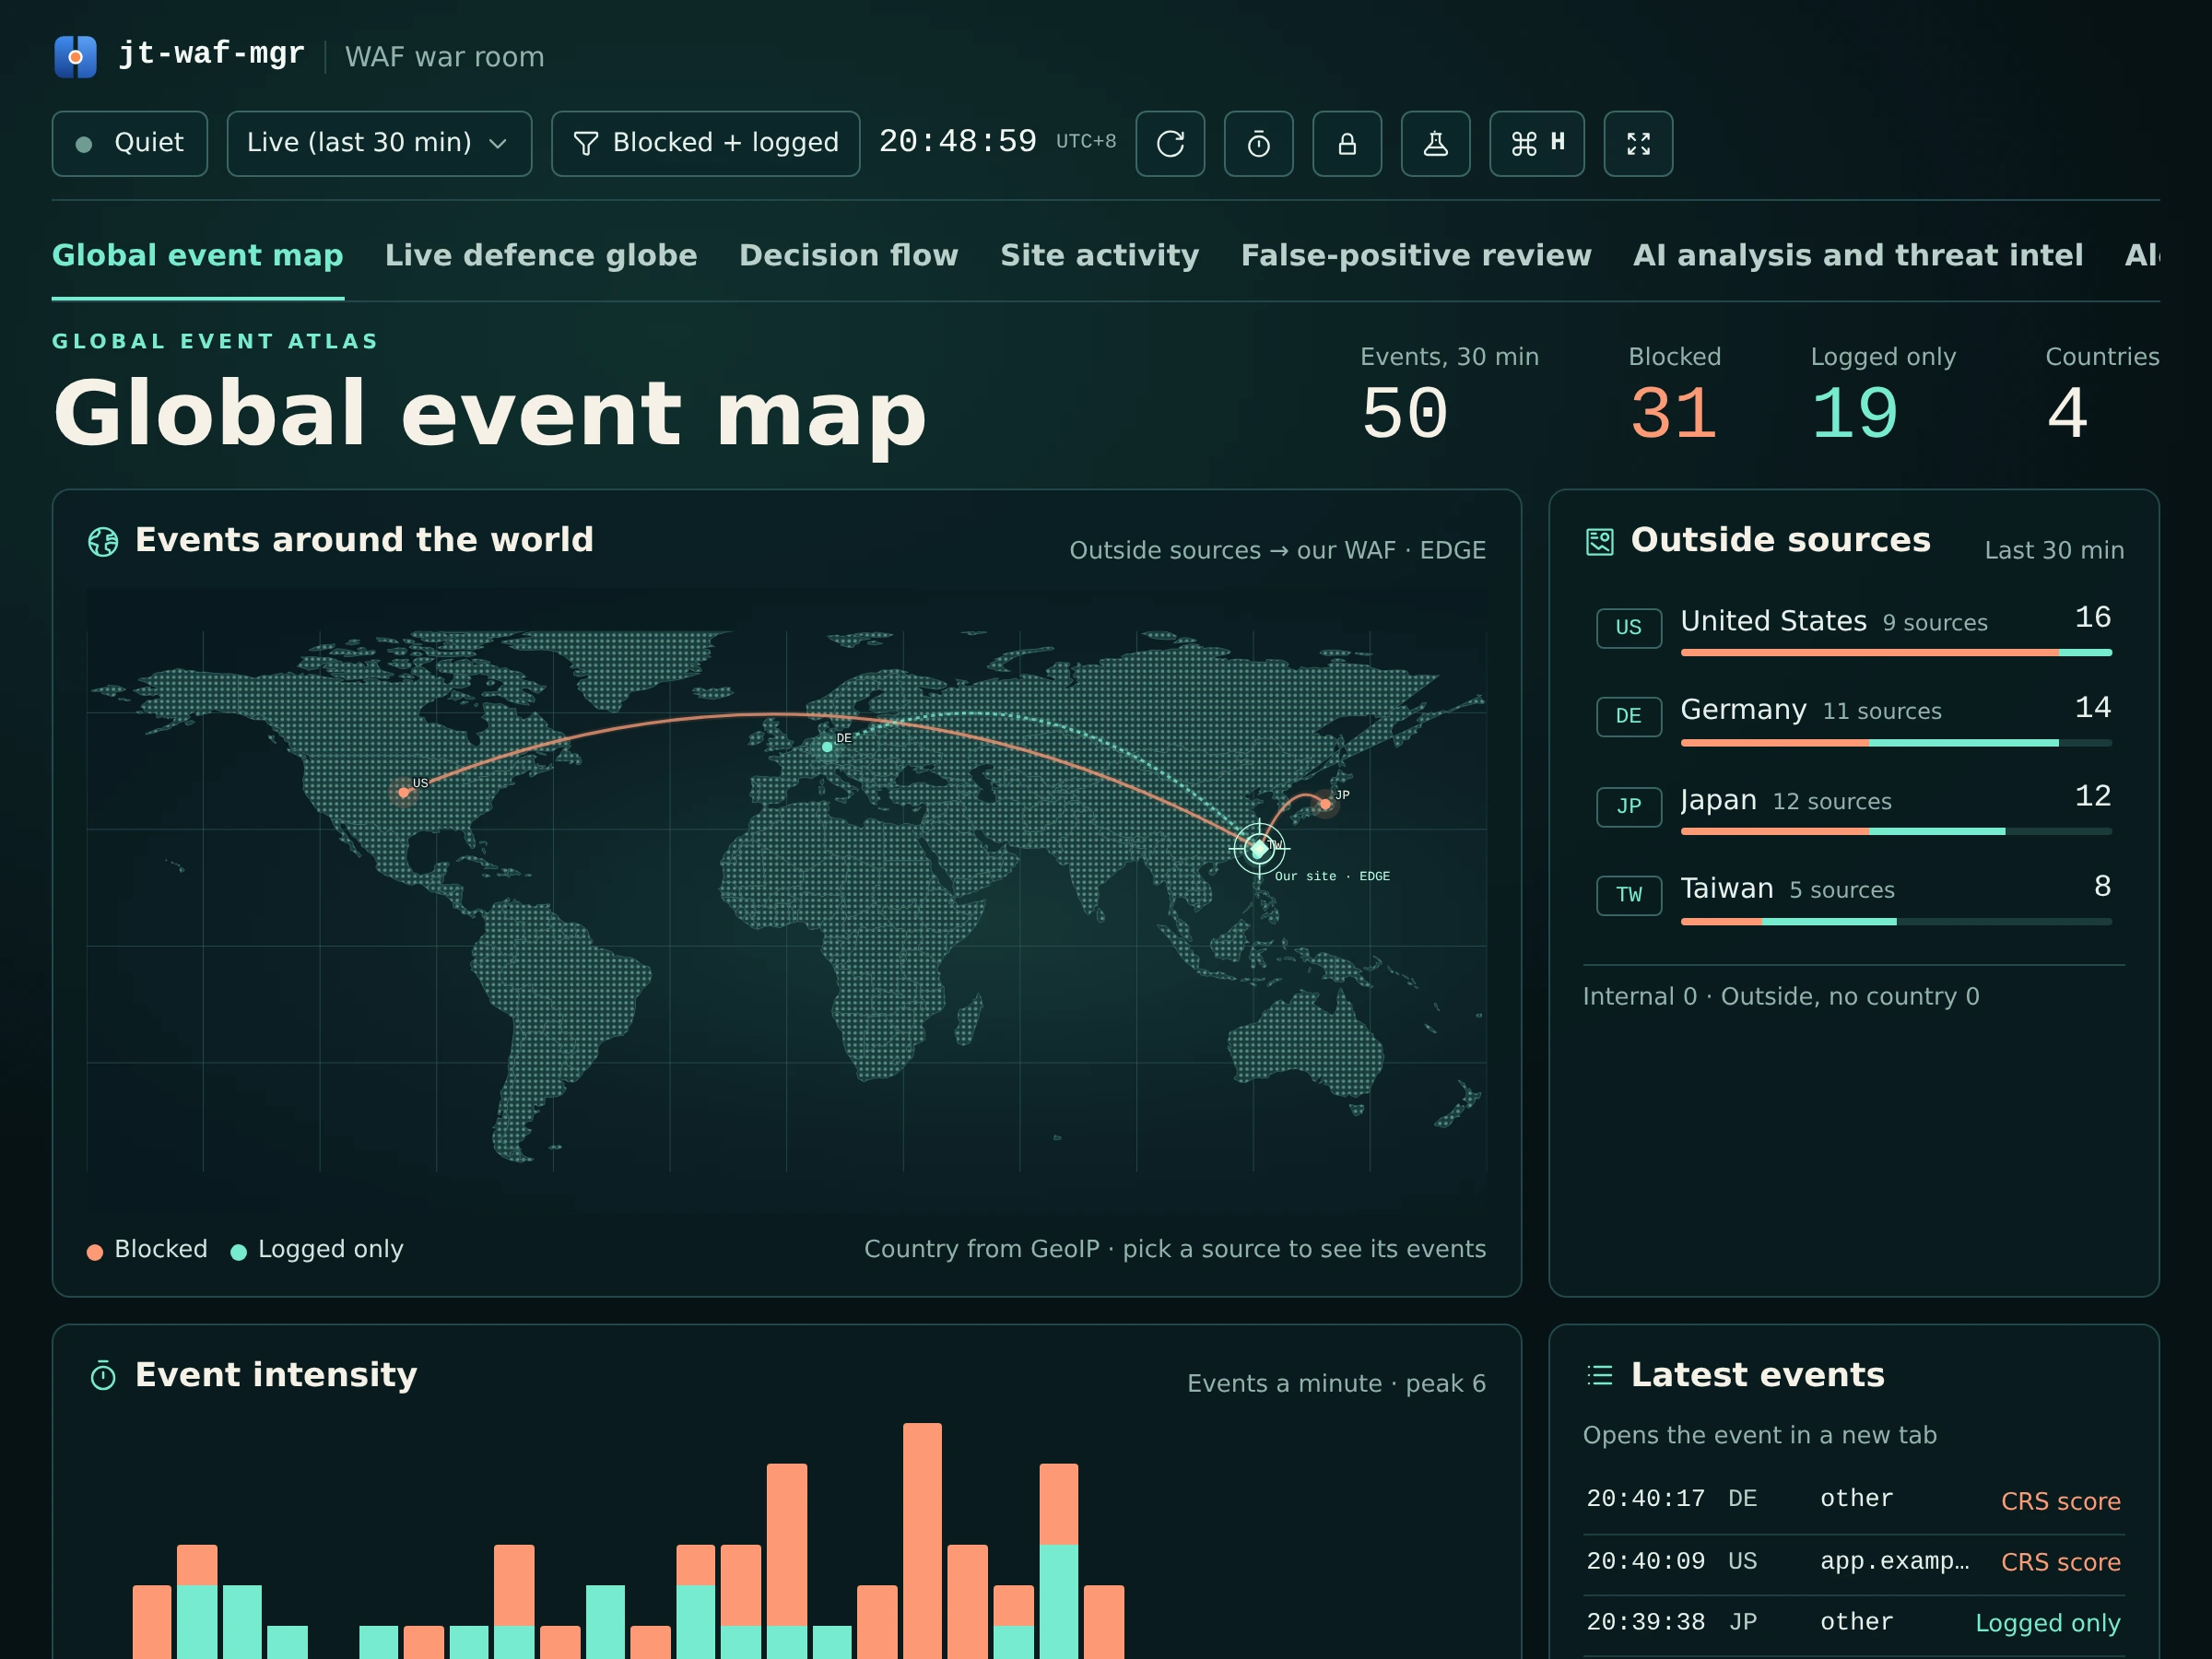 jt-waf-mgr WAF war room
Quiet Live (last 30 min) Blocked + logged 20:48:59 UTC+8 H
Global event map Live defence globe Decision flow Site activity False-positive review AI analysis and threat intel
GLOBAL EVENT ATLAS
Global event map
Events, 30 min Blocked Logged only Countries
50 31 19 4
Events around the world
Outside sources → our WAF · EDGE
US
DE
JP
TW
Our site · EDGE
Blocked Logged only
Country from GeoIP · pick a source to see its events
Outside sources Last 30 min
US United States 9 sources 16
DE Germany 11 sources 14
JP Japan 12 sources 12
TW Taiwan 5 sources 8
Internal 0 · Outside, no country 0
Event intensity
Events a minute · peak 6
Latest events
Opens the event in a new tab
20:40:17 DE other CRS score
20:40:09 US app.examp… CRS score
20:39:38 JP other Logged only